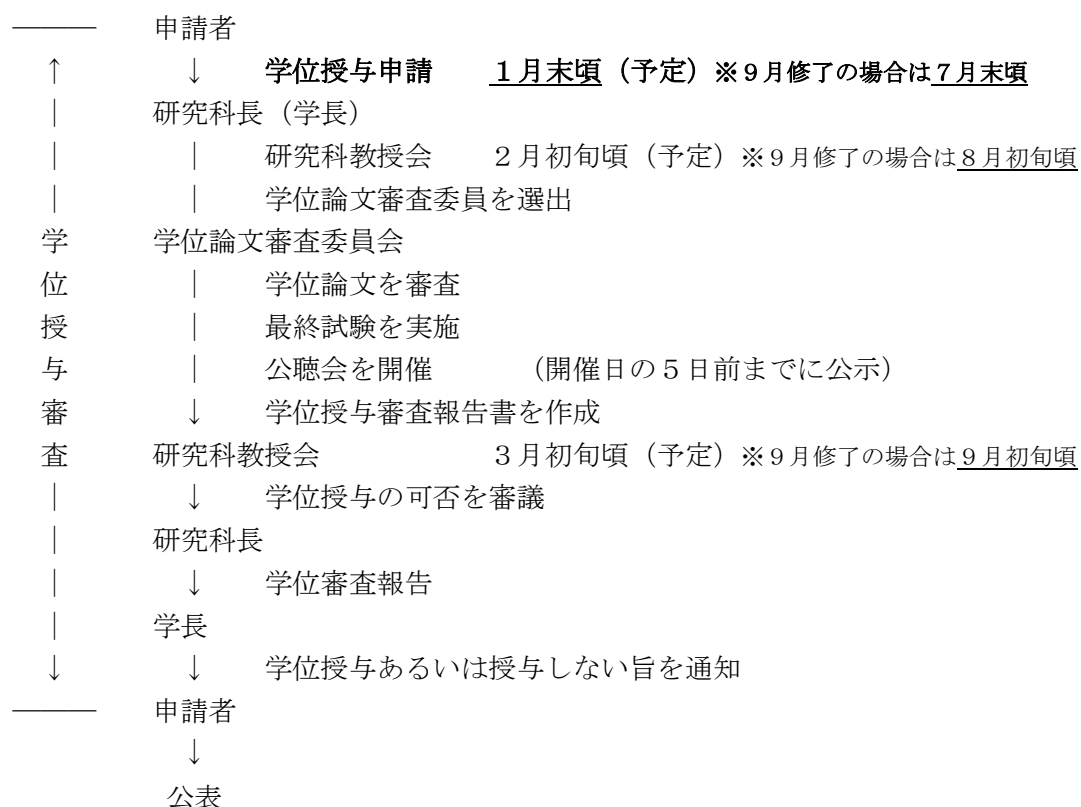 申請者
↓ 学位授与申請 １月末頃（予定）※９月修了の場合は７月末頃
研究科長（学長）
研究科教授会 ２月初旬頃（予定）※９月修了の場合は８月初旬頃
学位論文審査委員を選出
学位論文審査委員会
学位論文を審査
最終試験を実施
公聴会を開催 （開催日の５日前までに公示）
↓ 学位授与審査報告書を作成
研究科教授会 ３月初旬頃（予定）※９月修了の場合は９月初旬頃
↓ 学位授与の可否を審議
研究科長
↓ 学位審査報告
学長
↓ 学位授与あるいは授与しない旨を通知
申請者
↓
公表
学位授与審査